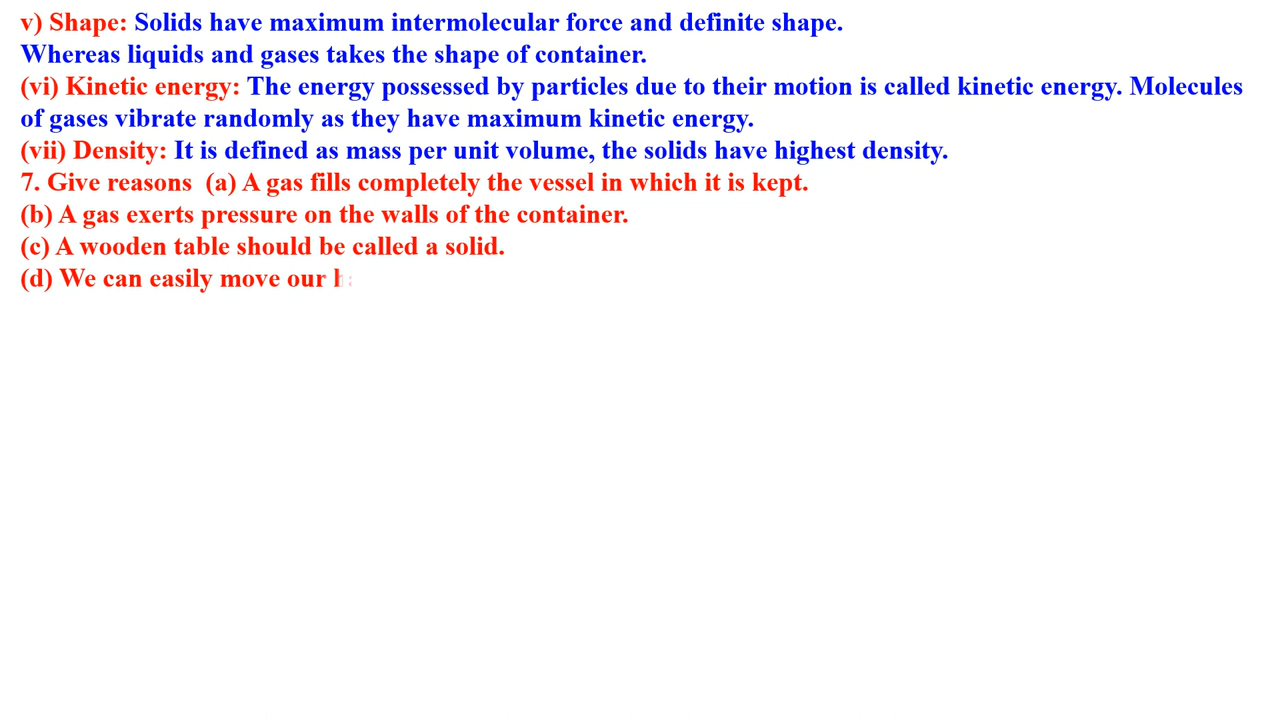 v) Shape: Solids have maximum intermolecular force and definite shape.
Whereas liquids and gases takes the shape of container.
(vi) Kinetic energy: The energy possessed by particles due to their motion is called kinetic energy. Molecules
of gases vibrate randomly as they have maximum kinetic energy.
(vii) Density: It is defined as mass per unit volume, the solids have highest density.
7. Give reasons (a) A gas fills completely the vessel in which it is kept.
(b) A gas exerts pressure on the walls of the container.
(c) A wooden table should be called a solid.
(d) We can easily move our